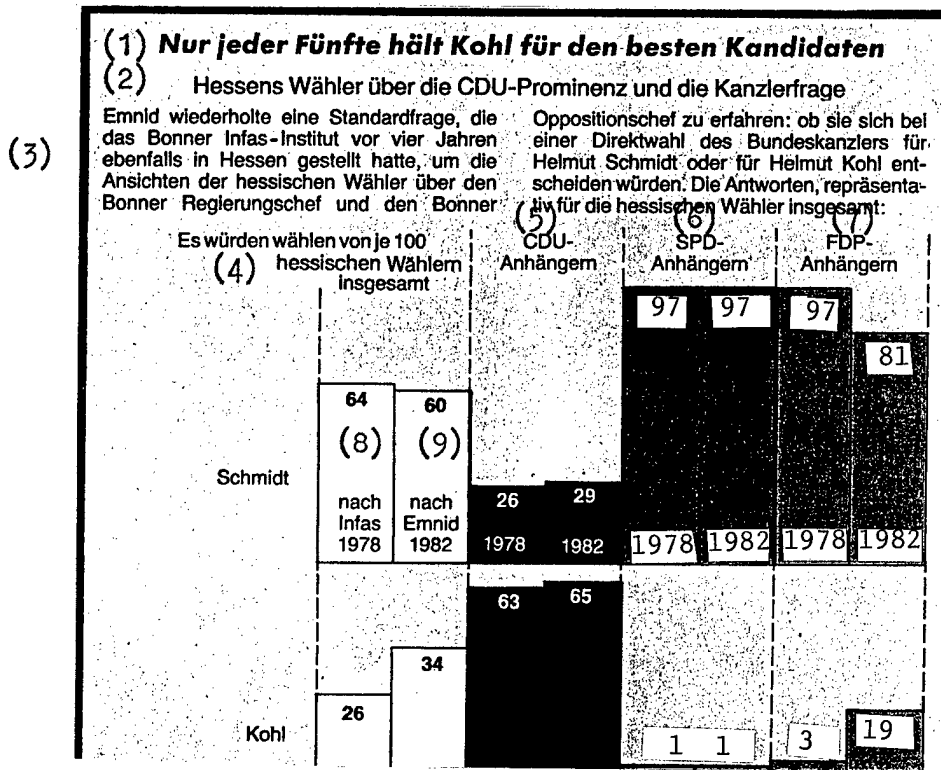 (1) Nur jeder Fünfte hält Kohl für den besten Kandidaten
(2) Hessens Wähler über die CDU-Prominenz und die Kanzlerfrage
(3)
Emnid wiederholte eine Standardfrage, die
das Bonner Infas-Institut vor vier Jahren
ebenfalls in Hessen gestellt hatte, um die
Ansichten der hessischen Wähler über den
Bonner Regierungschef und den Bonner
Oppositionschef zu erfahren: ob sie sich bei
einer Direktwahl des Bundeskanzlers für
Helmut Schmidt oder für Helmut Kohl ent-
scheiden würden. Die Antworten, repräsenta-
tiv für die hessischen Wähler insgesamt:
Es würden wählen von je 100
(4) hessischen Wählern
insgesamt
(5)
CDU-
Anhängern
(6)
SPD-
Anhängern
(7)
FDP-
Anhängern
97 97 97
81
64 60
(8) (9)
Schmidt
26 29
nach nach
Infas Emnid
1978 1982 1978 1982 1978 1982 1978 1982
63 65
34
26
Kohl
1 1 3 19